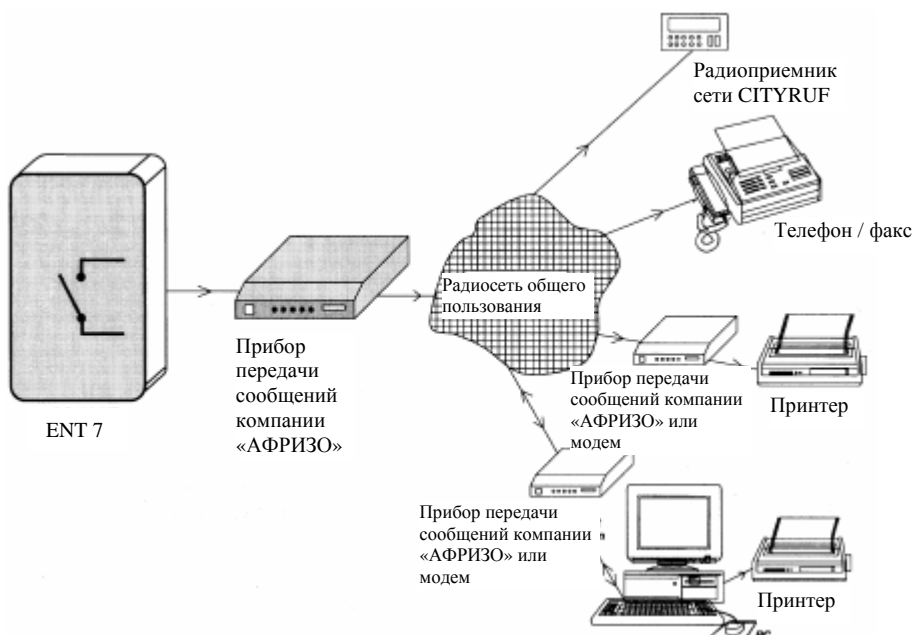 Радиоприемник
сети CITYRUF
Телефон / факс
Радиосеть общего
пользования
ENT 7
Прибор
передачи
сообщений
компании
«АФРИЗО»
Прибор передачи
сообщений компании
«АФРИЗО» или
модем
Принтер
Прибор передачи
сообщений компании
«АФРИЗО» или
модем
Принтер
PC